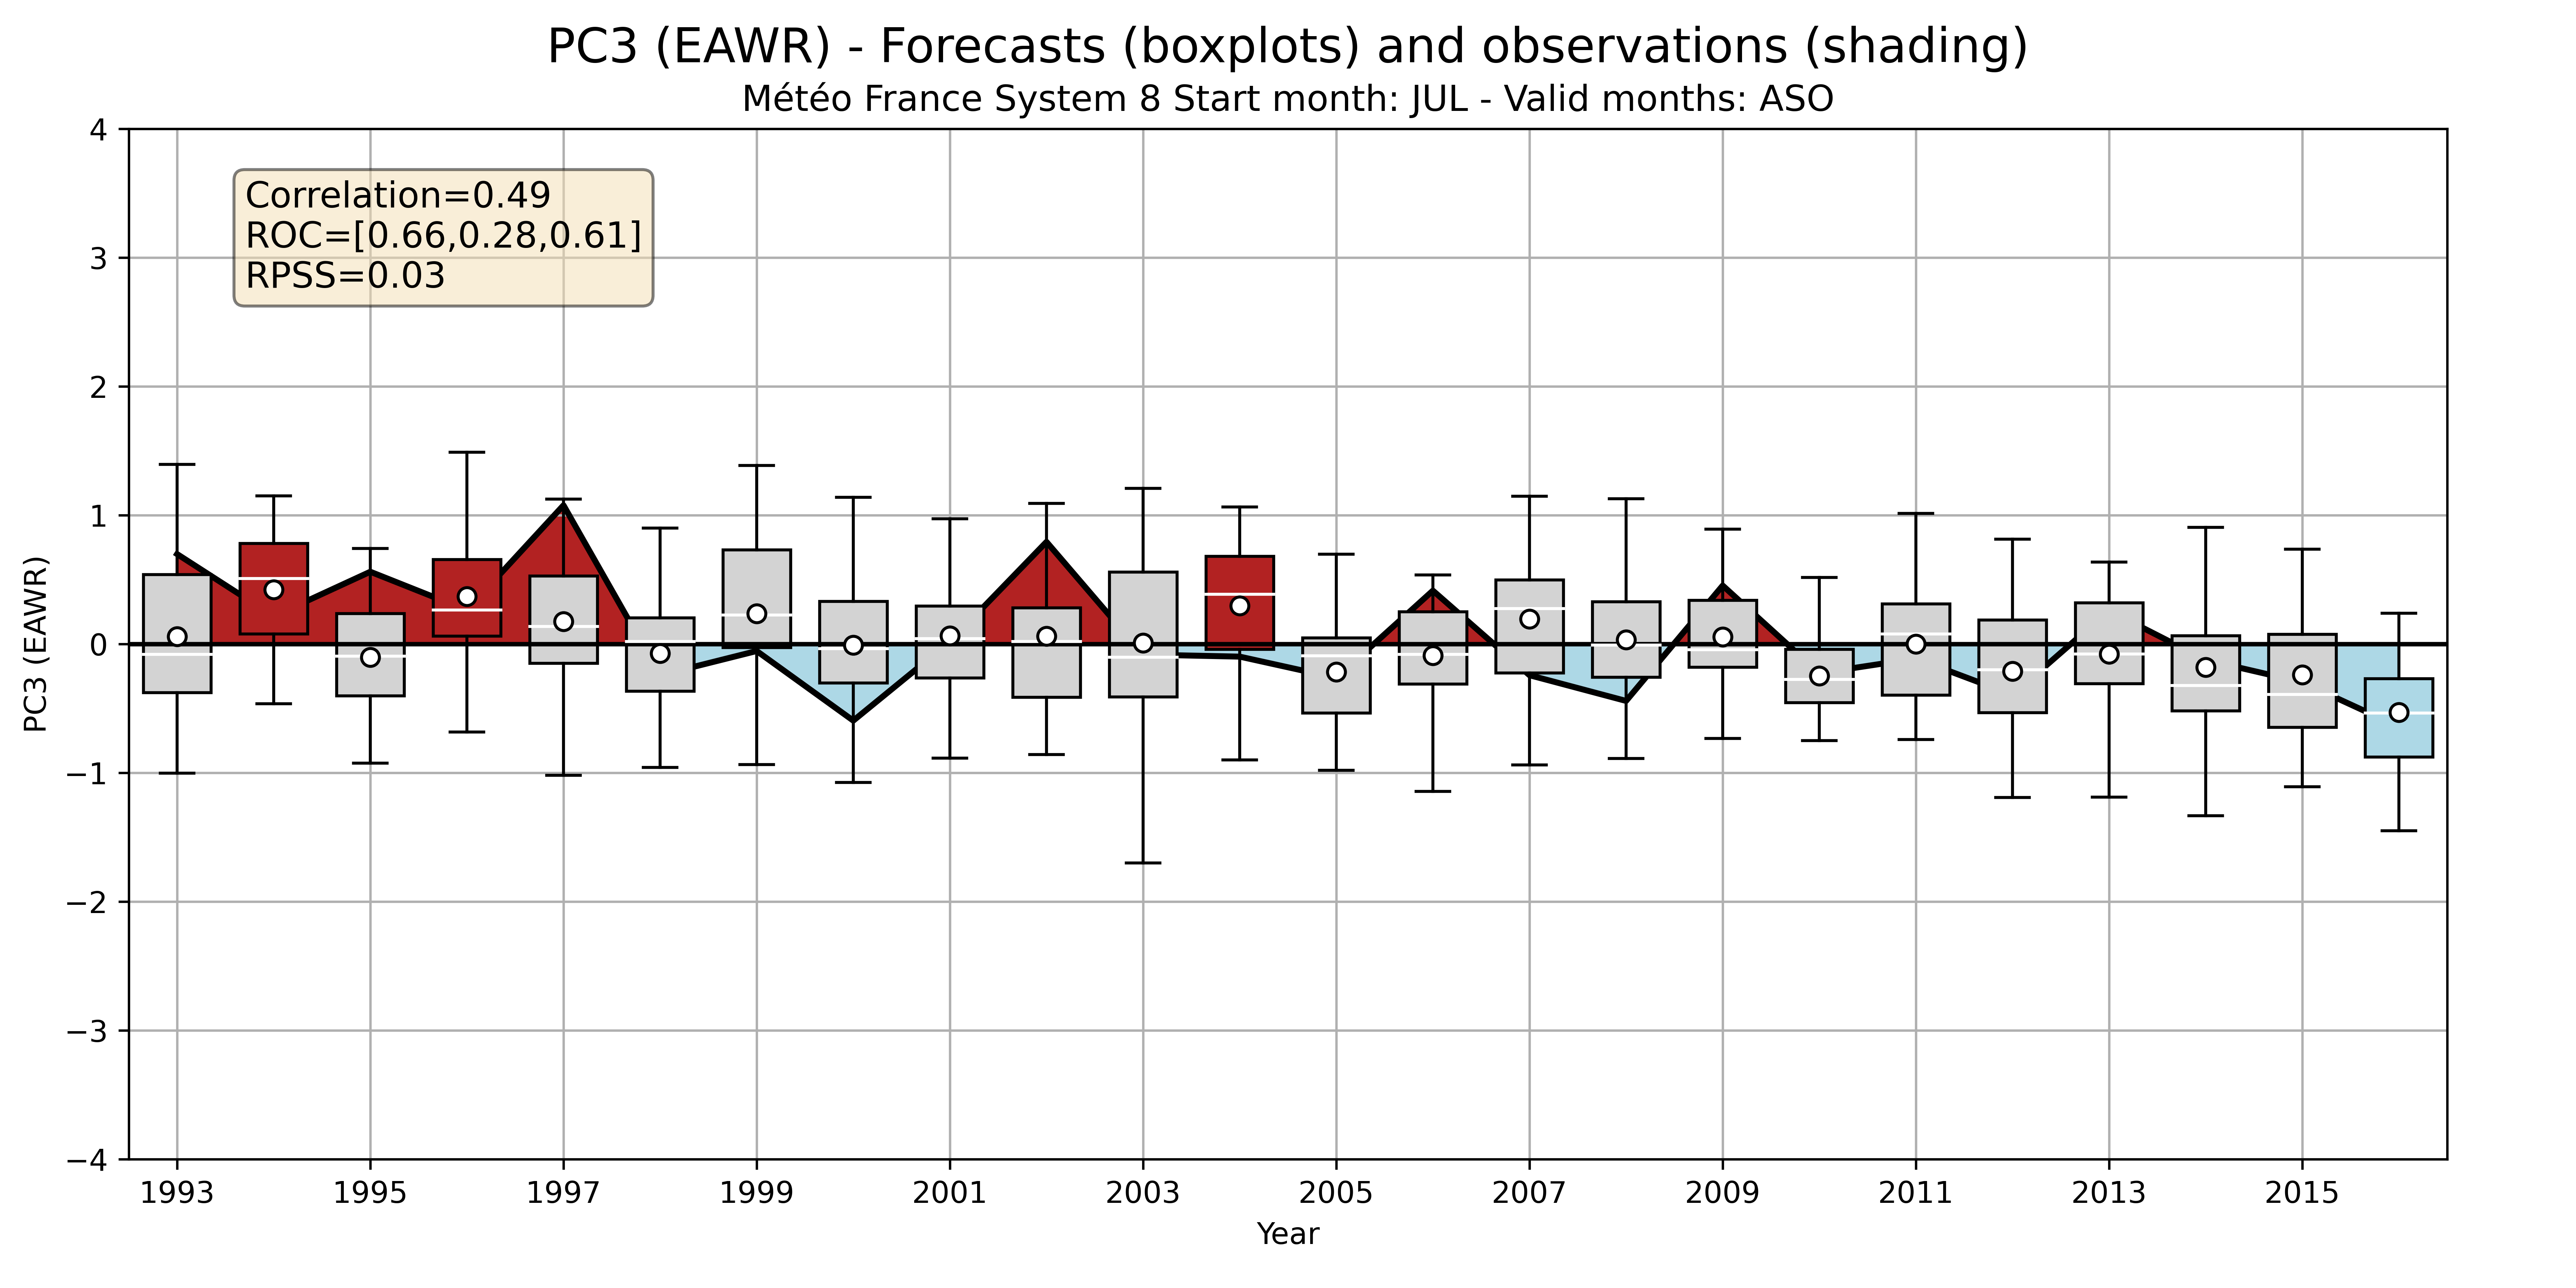 PC3 (EAWR) - Forecasts (boxplots) and observations (shading)
Météo France System 8 Start month: JUL - Valid months: ASO
Correlation=0.49
ROC=[0.66,0.28,0.61]
RPSS=0.03
PC3 (EAWR)
4
3
2
1
0
−1
−2
−3
−4
1993 1995 1997 1999 2001 2003 2005 2007 2009 2011 2013 2015
Year